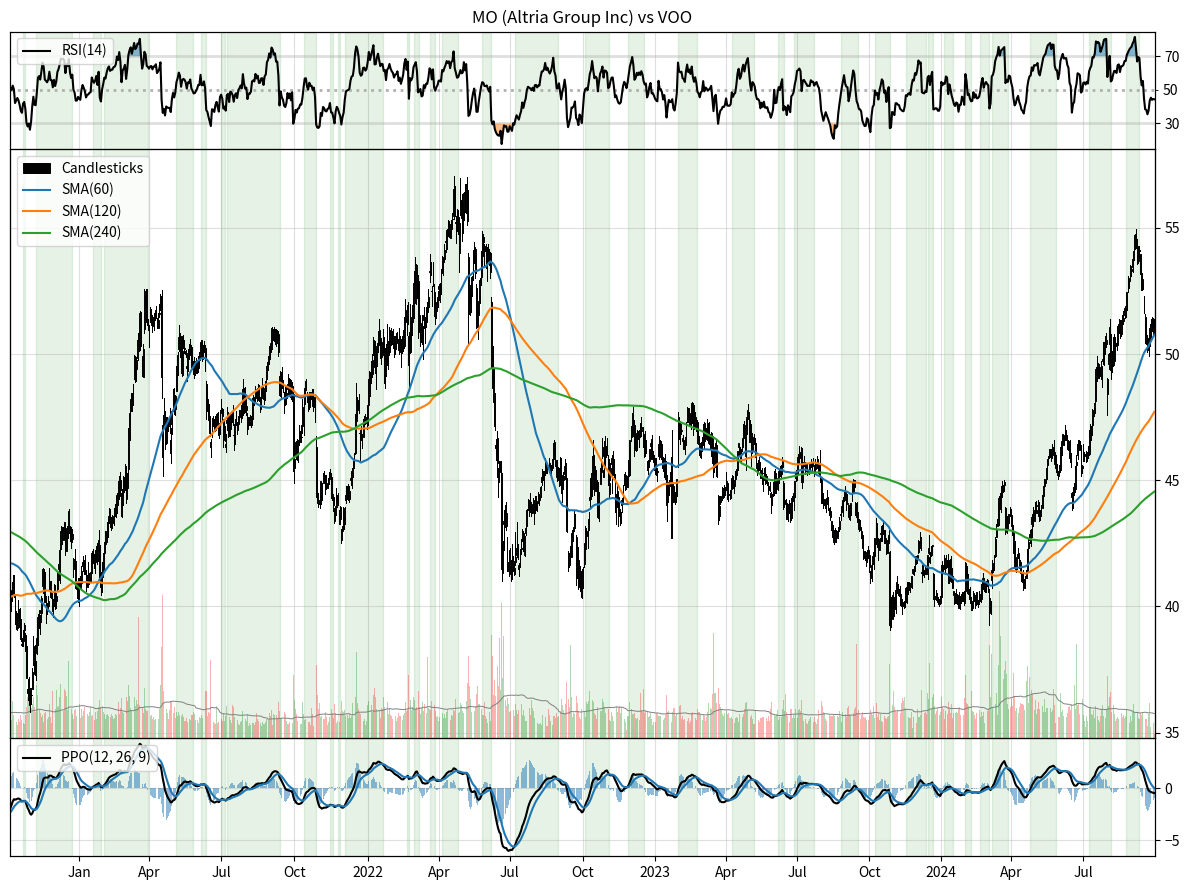 MO (Altria Group Inc) vs VOO
RSI(14)
70
50
30
Candlesticks
SMA(60)
SMA(120)
SMA(240)
55
50
45
40
35
PPO(12, 26, 9)
0
−5
Jan Apr Jul Oct 2022 Apr Jul Oct 2023 Apr Jul Oct 2024 Apr Jul